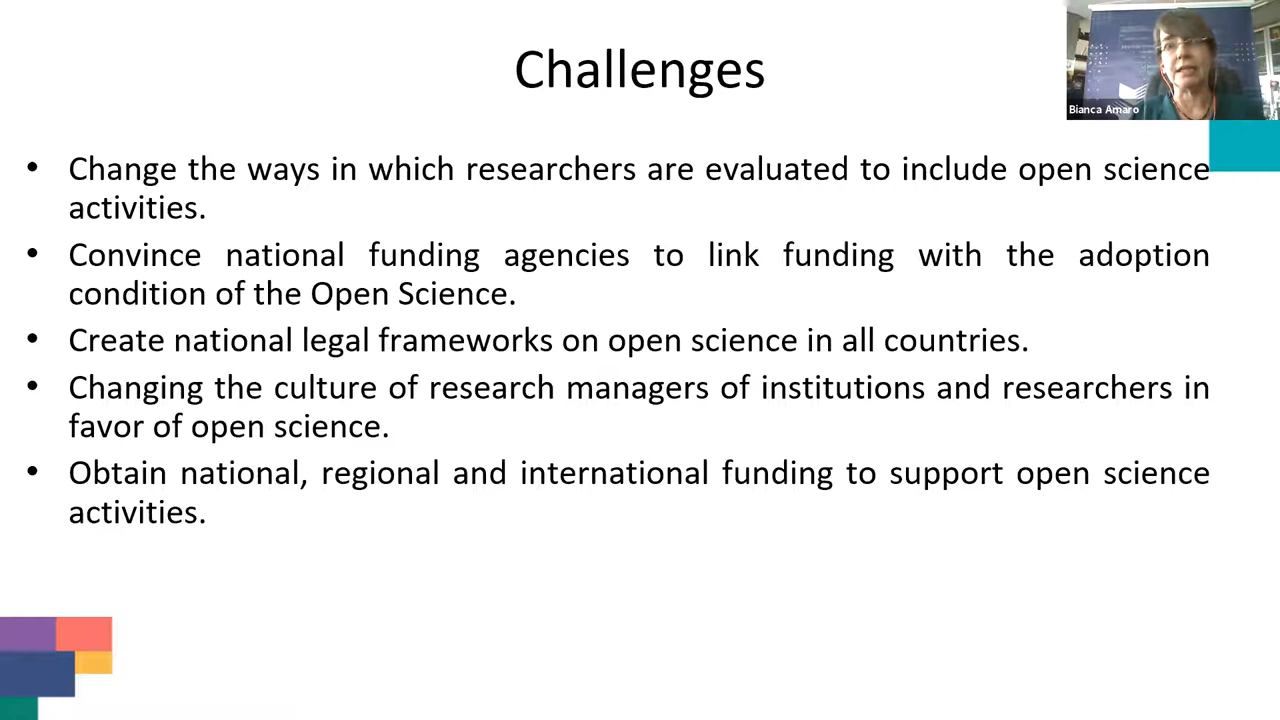 Challenges
Bianca Amaro
• Change the ways in which researchers are evaluated to include open science
activities.
• Convince national funding agencies to link funding with the adoption
condition of the Open Science.
• Create national legal frameworks on open science in all countries.
• Changing the culture of research managers of institutions and researchers in
favor of open science.
• Obtain national, regional and international funding to support open science
activities.